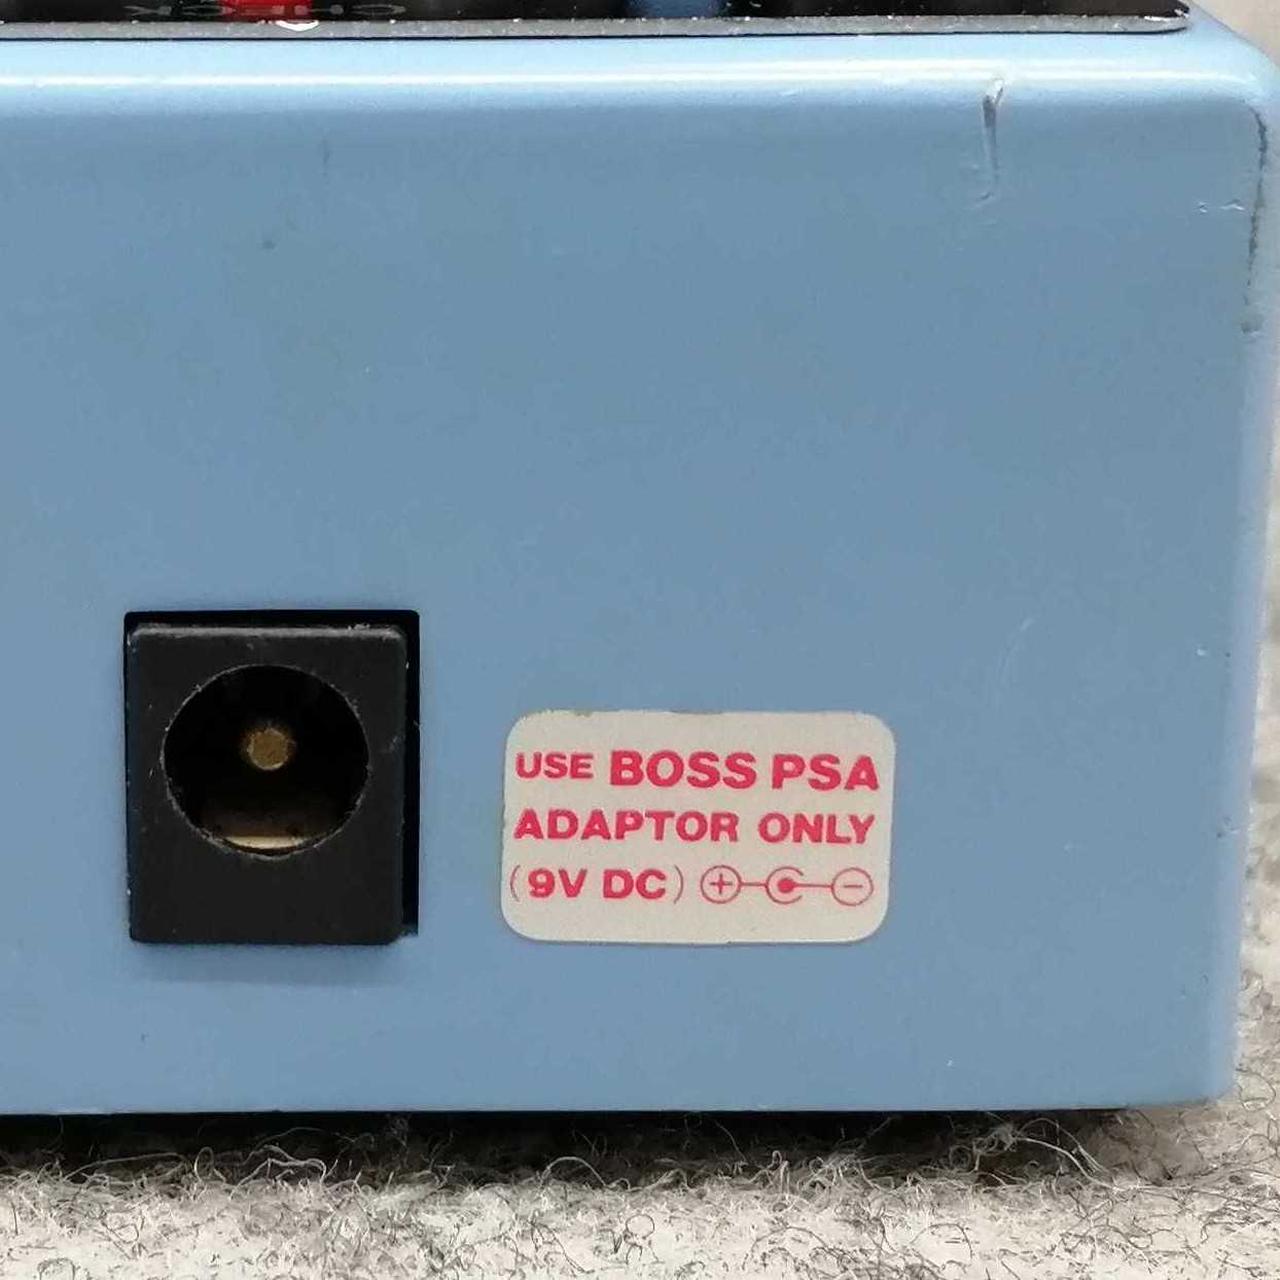 USE BOSS PSA
ADAPTOR ONLY
(9V DC)